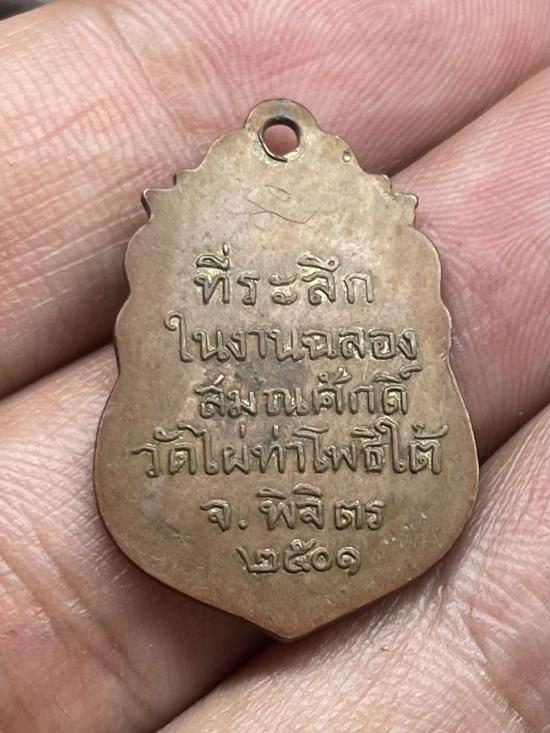 ที่ระลึก
ในงานฉลอง
สมณศักดิ์
วัดไผ่ท่าโพธิ์ใต้
จ.พิจิตร
๒๕๐๑